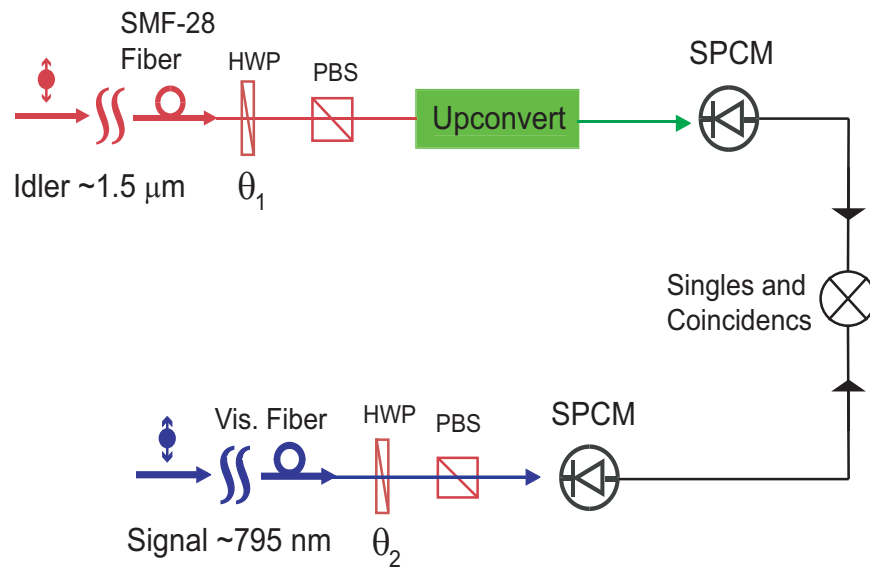 SMF-28
Fiber
HWP
PBS
SPCM
Upconvert
Idler ~1.5 μm
θ1
Singles and
Coincidencs
Vis. Fiber
HWP
PBS
SPCM
Signal ~795 nm
θ2